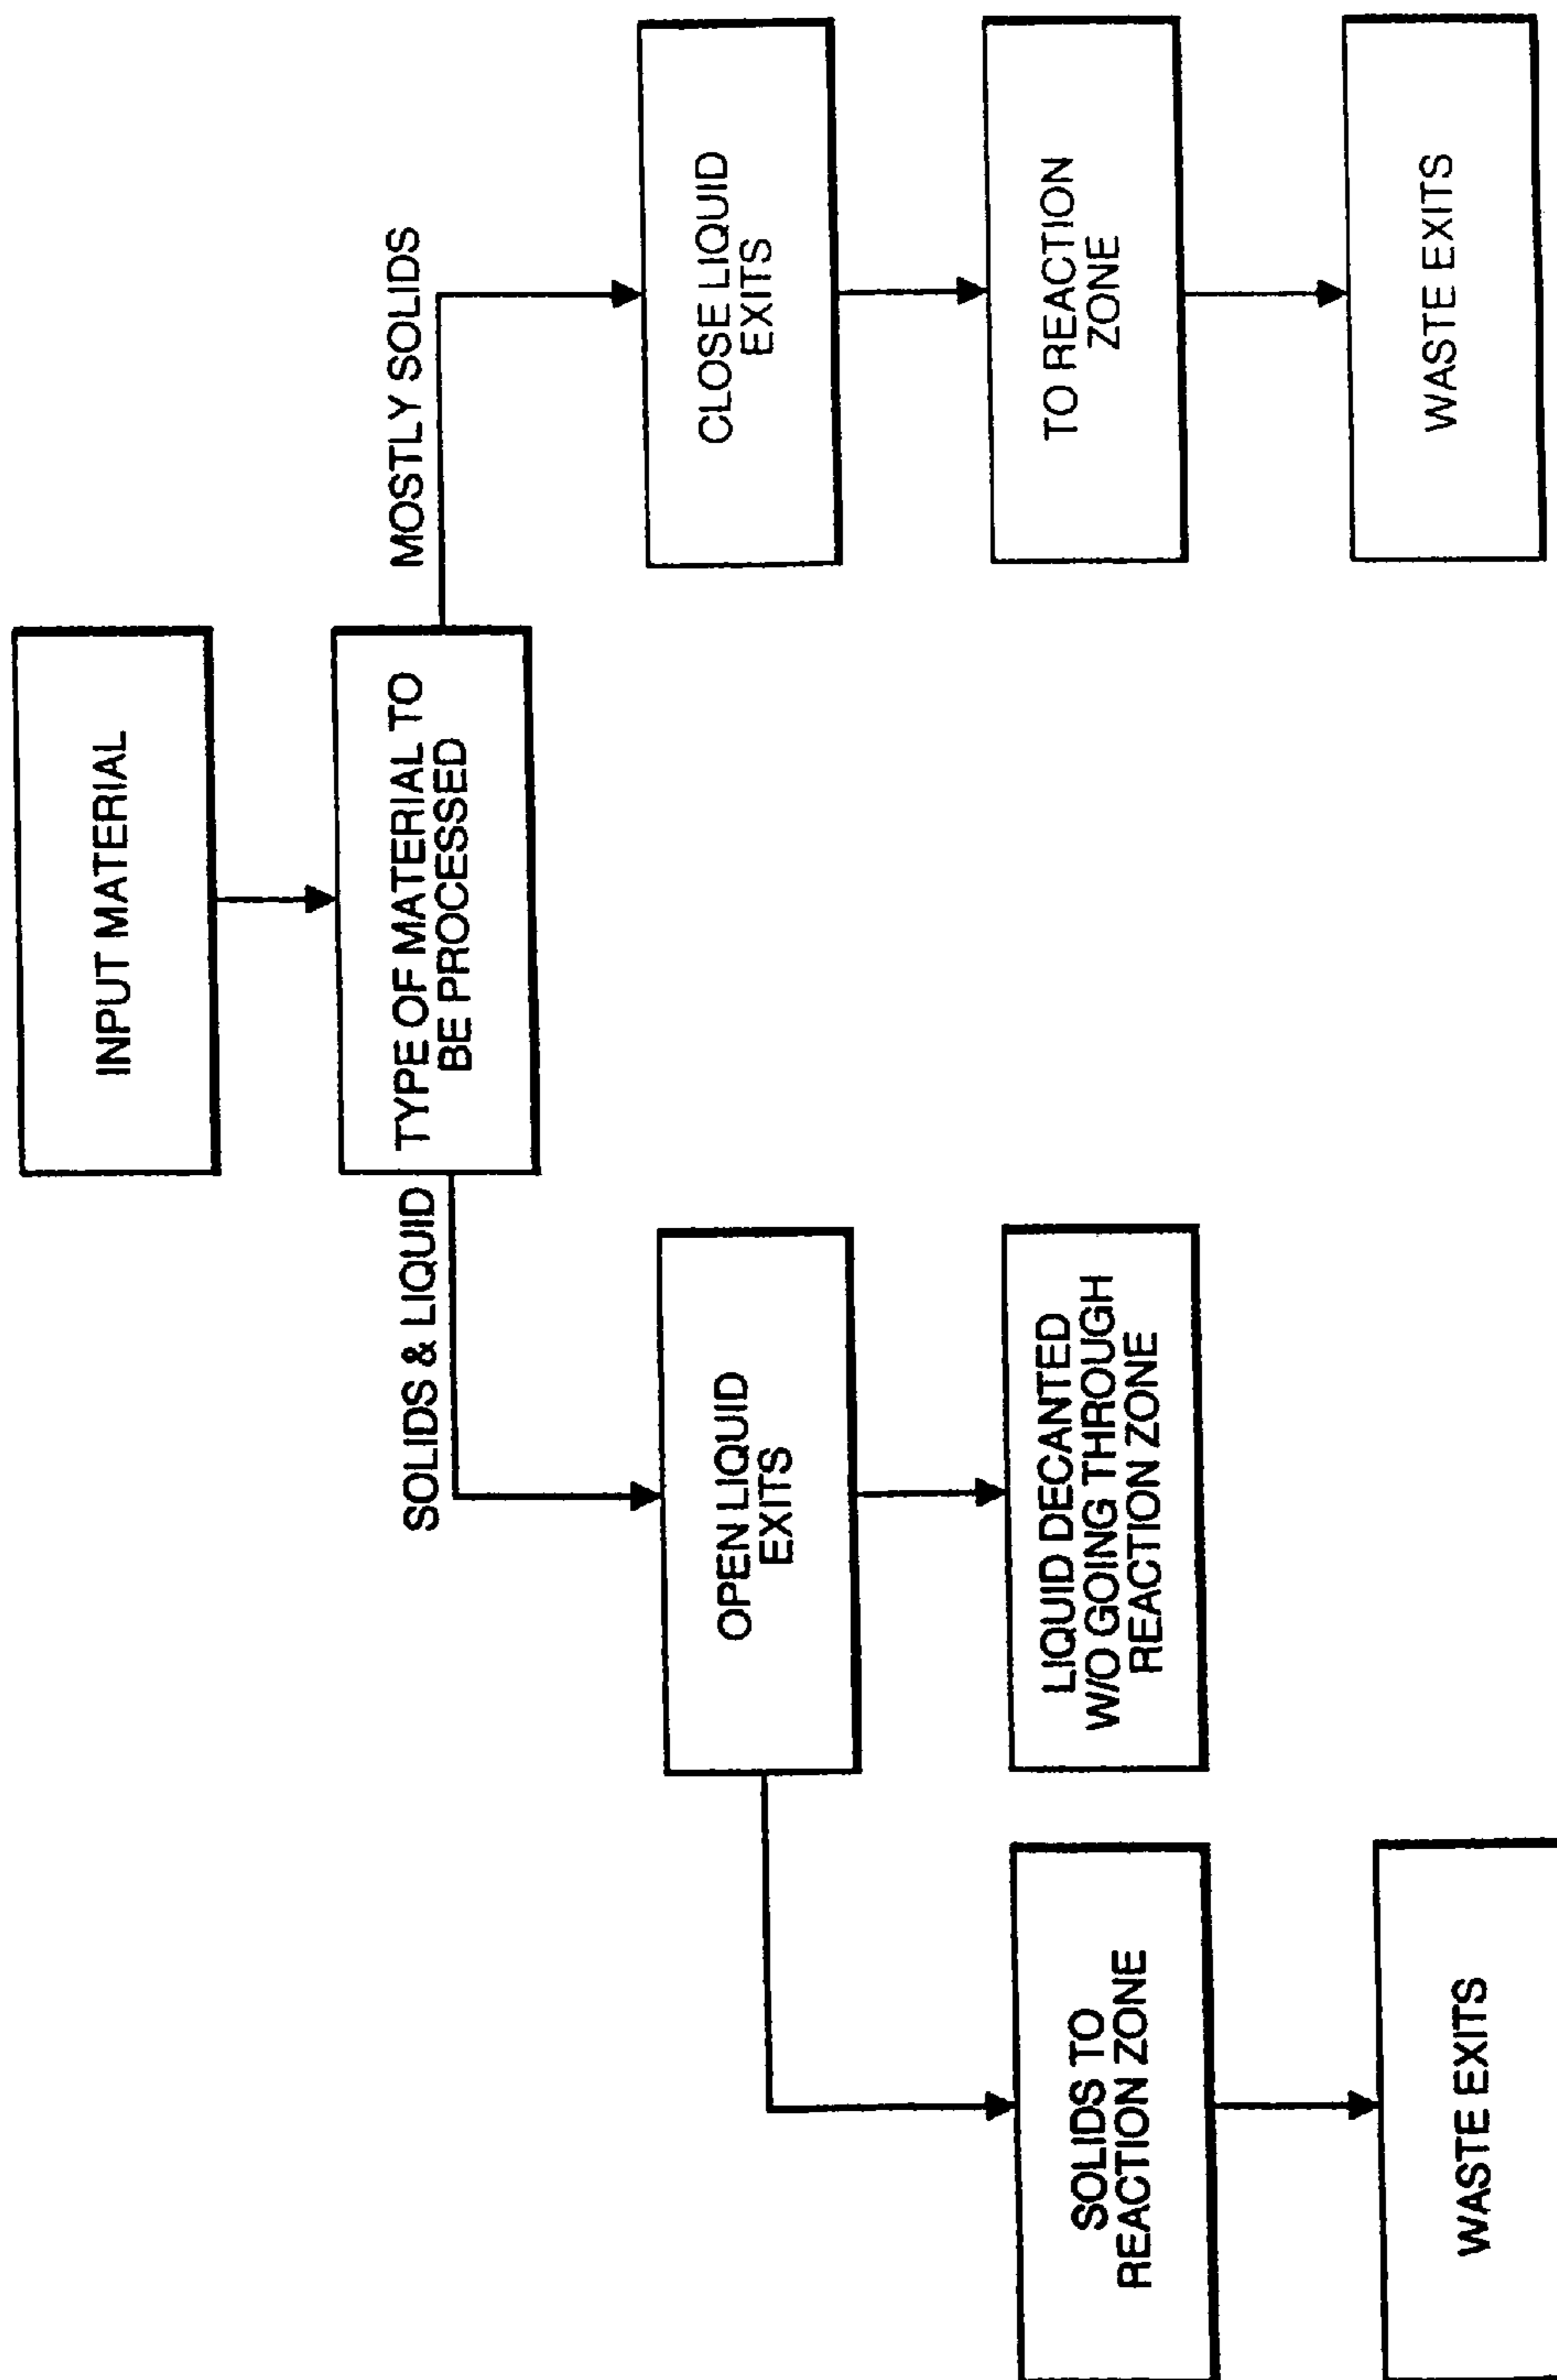 INPUT MATERIAL
TYPE OF MATERIAL TO
BE PROCESSED
SOLIDS & LIQUID
MOSTLY SOLIDS
OPEN LIQUID
EXITS
CLOSE LIQUID
EXITS
SOLIDS TO
REACTION ZONE
LIQUID DECANTED
W/O GOING THROUGH
REACTION ZONE
TO REACTION
ZONE
WASTE EXITS
WASTE EXITS